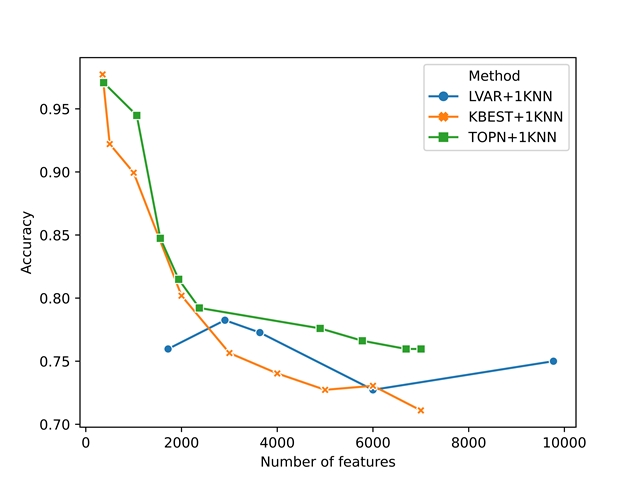 Method
LVAR+1KNN
KBEST+1KNN
TOPN+1KNN
Accuracy
0.95
0.90
0.85
0.80
0.75
0.70
0 2000 4000 6000 8000 10000
Number of features